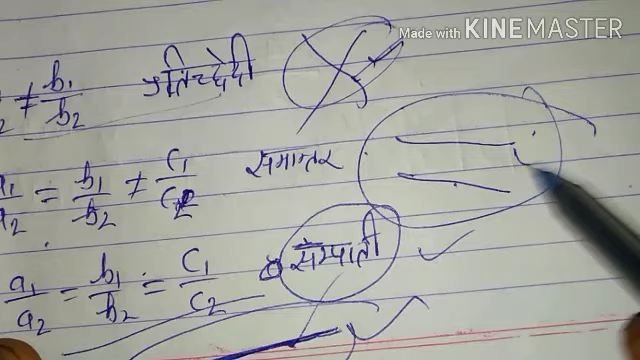 Made with KINEMASTER
a₂ ≠ b₁/b₂ प्रतिच्छेदी
a₁/a₂ = b₁/b₂ ≠ c₁/c₂ समान्तर
a₁/a₂ = b₁/b₂ = c₁/c₂ संपाती